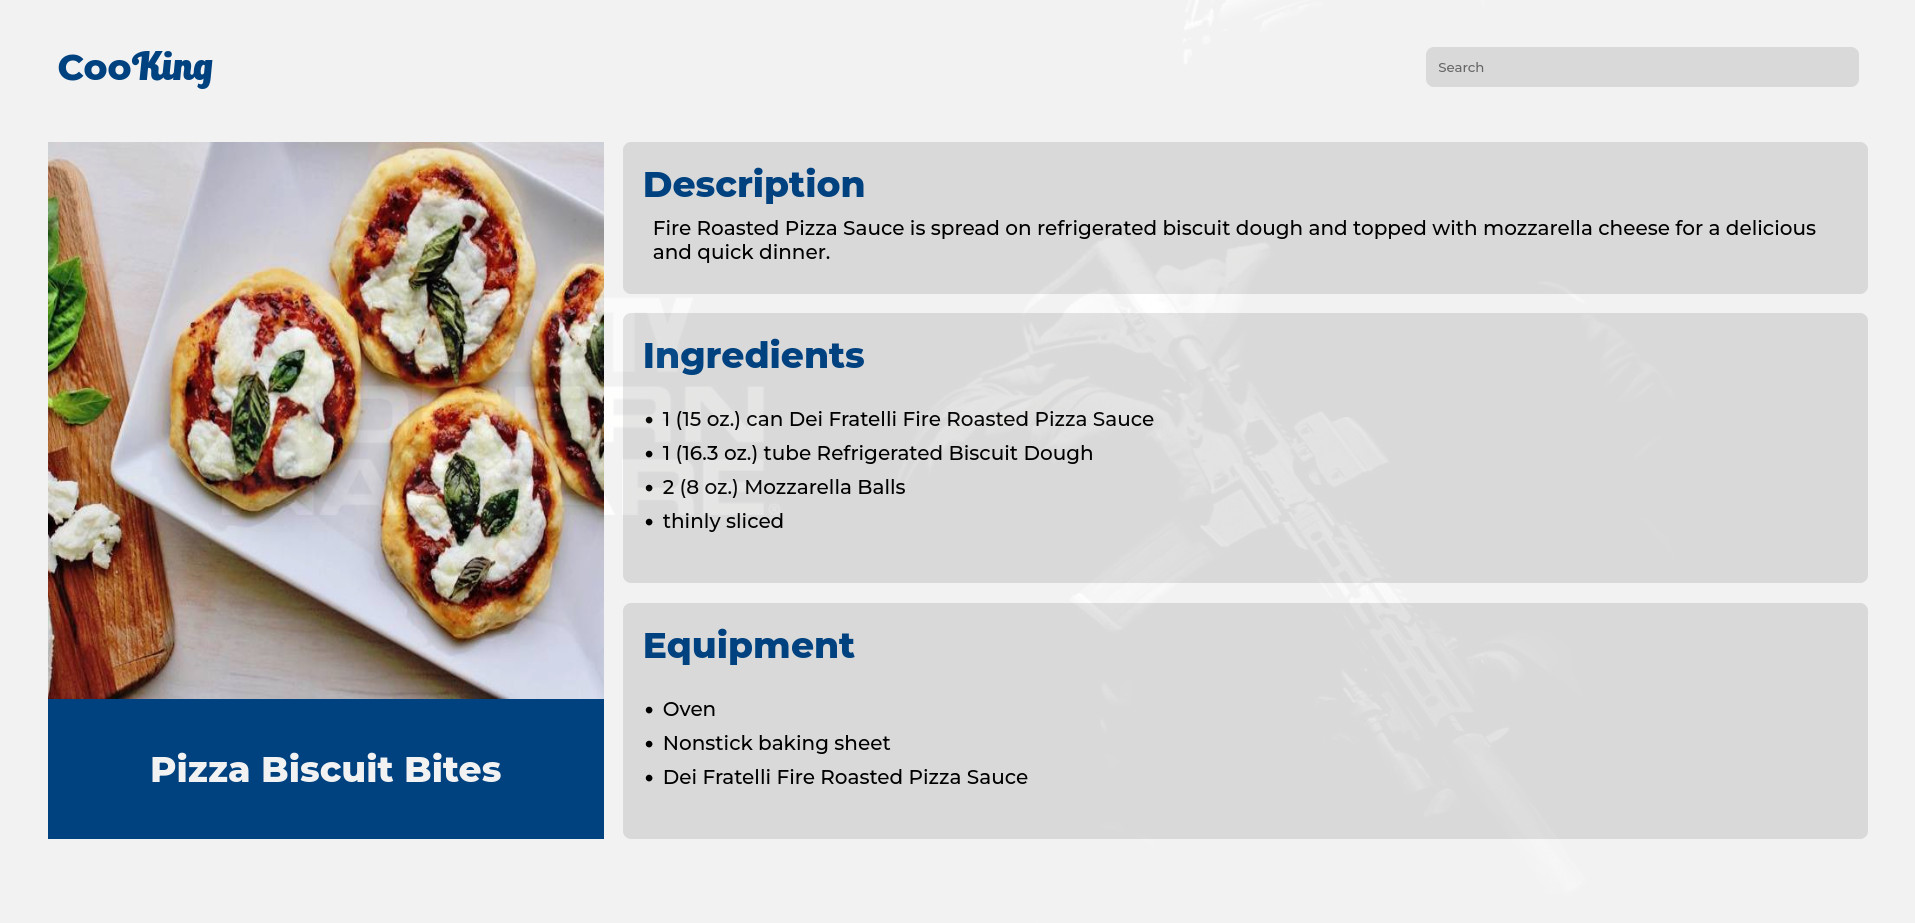 CooKing
Search
Description
Fire Roasted Pizza Sauce is spread on refrigerated biscuit dough and topped with mozzarella cheese for a delicious
and quick dinner.
Ingredients
• 1 (15 oz.) can Dei Fratelli Fire Roasted Pizza Sauce
• 1 (16.3 oz.) tube Refrigerated Biscuit Dough
• 2 (8 oz.) Mozzarella Balls
• thinly sliced
Equipment
• Oven
• Nonstick baking sheet
• Dei Fratelli Fire Roasted Pizza Sauce
Pizza Biscuit Bites